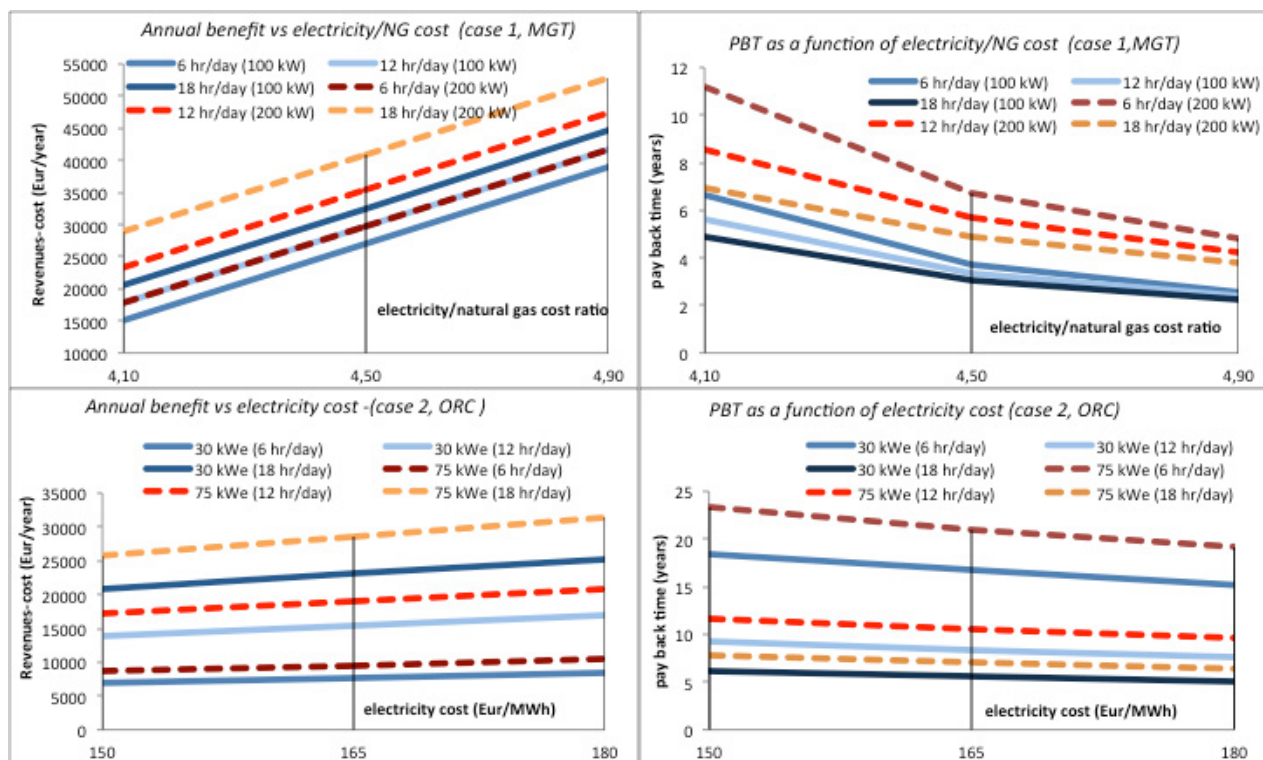 Annual benefit vs electricity/NG cost (case 1, MGT)
6 hr/day (100 kW) 12 hr/day (100 kW)
18 hr/day (100 kW) 6 hr/day (200 kW)
12 hr/day (200 kW) 18 hr/day (200 kW)
Revenues-cost (Eur/year)
55000
50000
45000
40000
35000
30000
25000
20000
15000
10000
electricity/natural gas cost ratio
4,10 4,50 4,90
PBT as a function of electricity/NG cost (case 1,MGT)
6 hr/day (100 kW) 12 hr/day (100 kW)
18 hr/day (100 kW) 6 hr/day (200 kW)
12 hr/day (200 kW) 18 hr/day (200 kW)
pay back time (years)
12
10
8
6
4
2
0
electricity/natural gas cost ratio
4,10 4,50 4,90
Annual benefit vs electricity cost -(case 2, ORC )
30 kWe (6 hr/day) 30 kWe (12 hr/day)
30 kWe (18 hr/day) 75 kWe (6 hr/day)
75 kWe (12 hr/day) 75 kWe (18 hr/day)
Revenues-cost (Eur/year)
35000
30000
25000
20000
15000
10000
5000
0
electricity cost (Eur/MWh)
150 165 180
PBT as a function of electricity cost (case 2, ORC)
30 kWe (6 hr/day) 30 kWe (12 hr/day)
30 kWe (18 hr/day) 75 kWe (6 hr/day)
75 kWe (12 hr/day) 75 kWe (18 hr/day)
pay back time (years)
25
20
15
10
5
0
electricity cost (Eur/MWh)
150 165 180